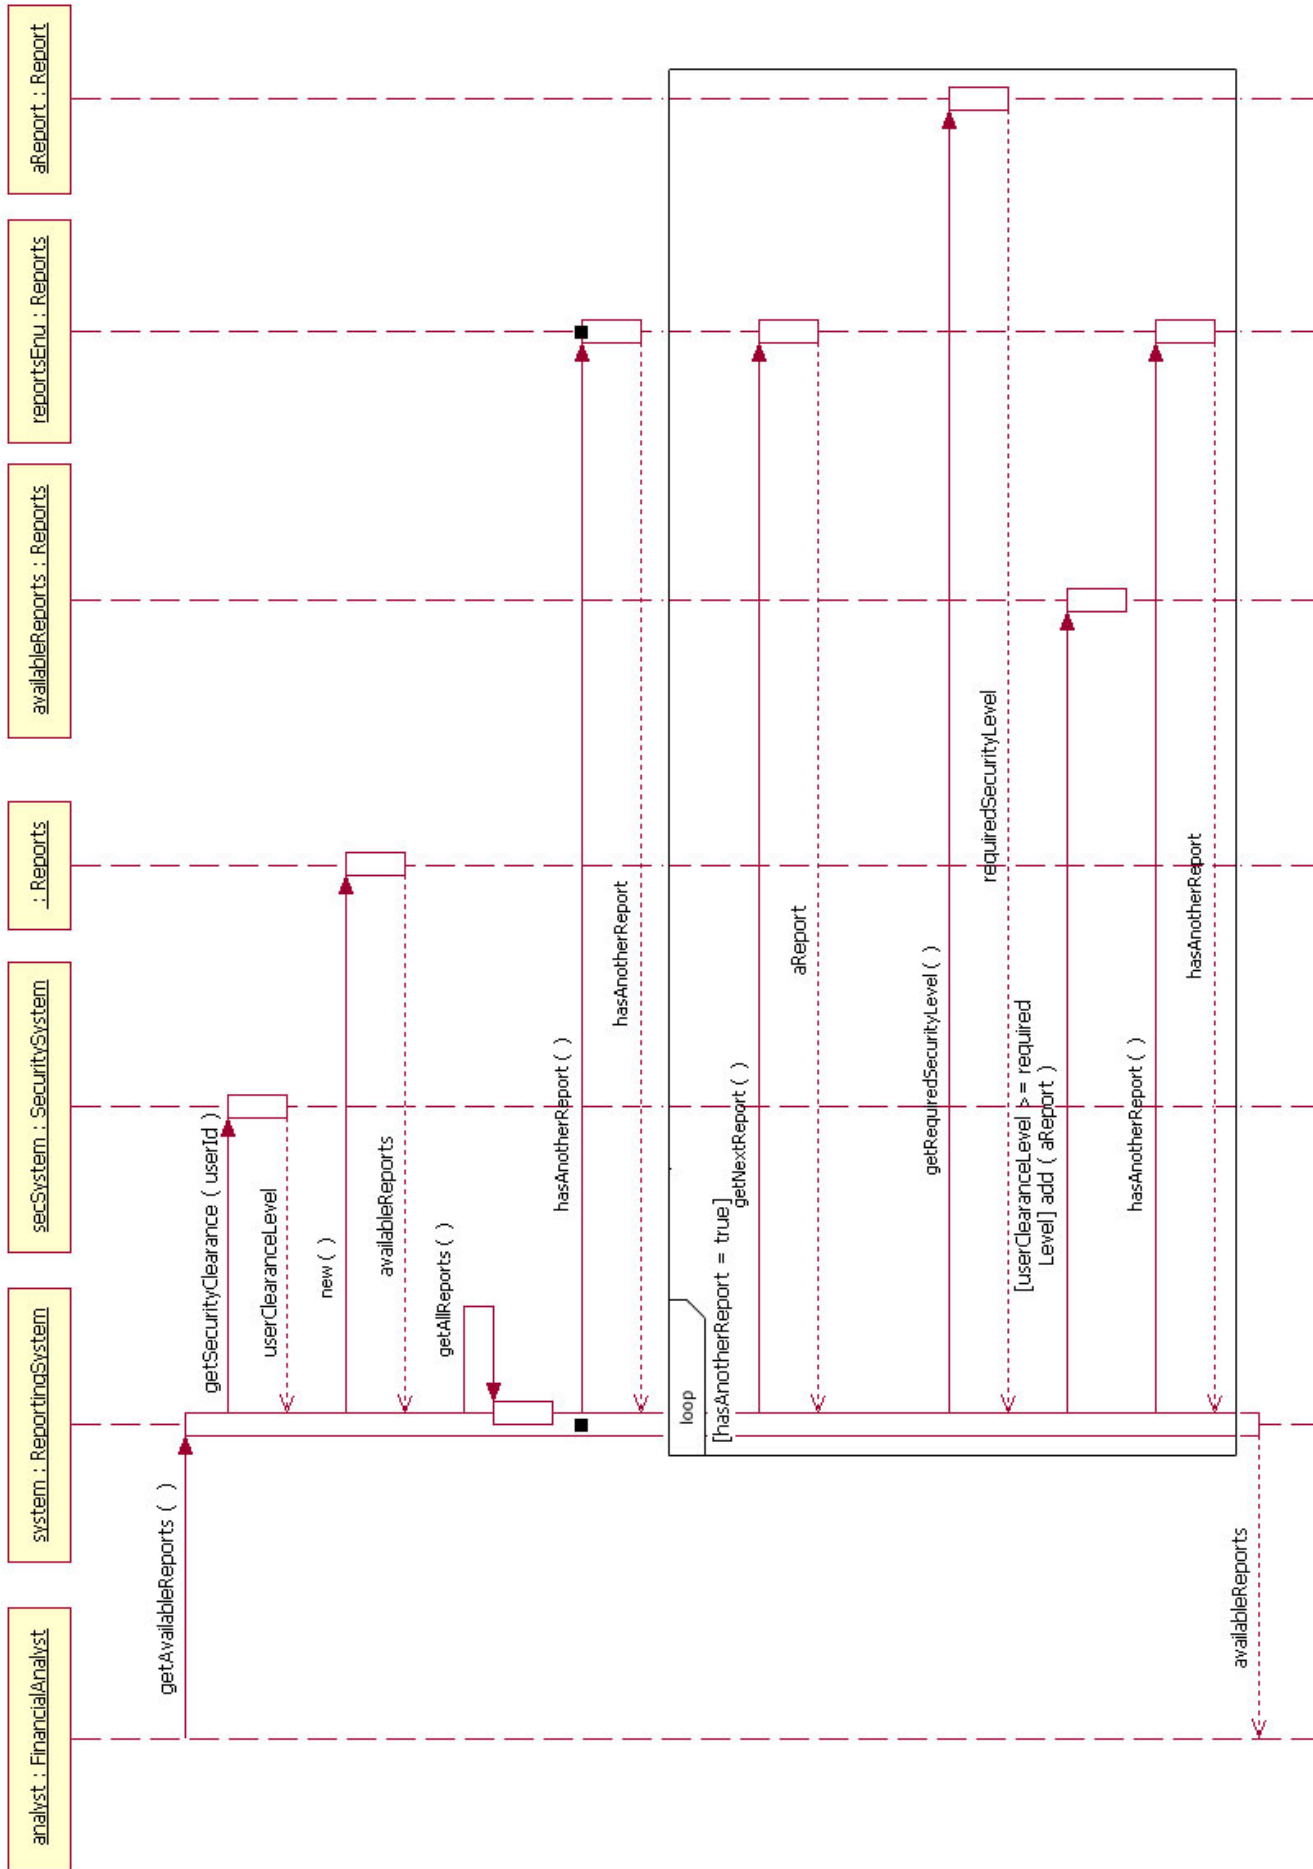 analyst : FinancialAnalyst
system : ReportingSystem
secSystem : SecuritySystem
: Reports
availableReports : Reports
reportsEnu : Reports
aReport : Report
getAvailableReports ( )
getSecurityClearance ( userId )
userClearanceLevel
new ( )
availableReports
getAllReports ( )
hasAnotherReport ( )
hasAnotherReport
loop
[hasAnotherReport = true]
getNextReport ( )
aReport
getRequiredSecurityLevel ( )
requiredSecurityLevel
[userClearanceLevel > = required
Level] add ( aReport )
hasAnotherReport ( )
hasAnotherReport
availableReports